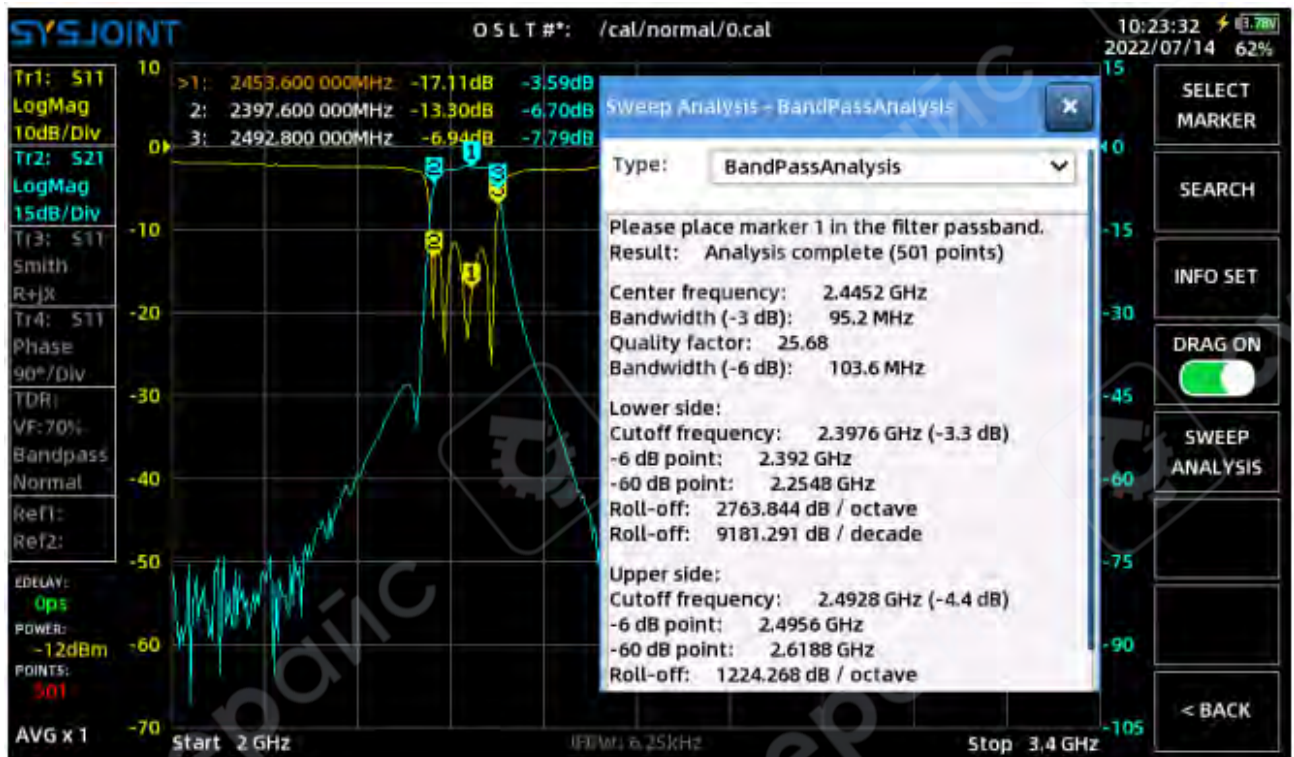 SYSJOINT
O S L T #*: /cal/normal/0.cal
10:23:32 3.78V
2022/07/14 62%
Tr1: S11
LogMag
10dB/Div
Tr2: S21
LogMag
15dB/Div
Tr3: S11
Smith
R+jX
Tr4: S11
Phase
90°/Div
TDR:
VF:70%
Bandpass
Normal
Ref1:
Ref2:
EDELAY:
0ps
POWER:
-12dBm
POINTS:
501
AVG x 1
10
0
-10
-20
-30
-40
-50
-60
-70
>1: 2453.600 000MHz -17.11dB -3.59dB
2: 2397.600 000MHz -13.30dB -6.70dB
3: 2492.800 000MHz -6.94dB -7.79dB
2
1
3
3
2
1
Start 2 GHz
IFBW: 6.25kHz
Stop 3.4 GHz
Sweep Analysis - BandPassAnalysis
x
Type: BandPassAnalysis
Please place marker 1 in the filter passband.
Result: Analysis complete (501 points)
Center frequency: 2.4452 GHz
Bandwidth (-3 dB): 95.2 MHz
Quality factor: 25.68
Bandwidth (-6 dB): 103.6 MHz
Lower side:
Cutoff frequency: 2.3976 GHz (-3.3 dB)
-6 dB point: 2.392 GHz
-60 dB point: 2.2548 GHz
Roll-off: 2763.844 dB / octave
Roll-off: 9181.291 dB / decade
Upper side:
Cutoff frequency: 2.4928 GHz (-4.4 dB)
-6 dB point: 2.4956 GHz
-60 dB point: 2.6188 GHz
Roll-off: 1224.268 dB / octave
15
0
-15
-30
-45
-60
-75
-90
-105
SELECT
MARKER
SEARCH
INFO SET
DRAG ON
SWEEP
ANALYSIS
< BACK